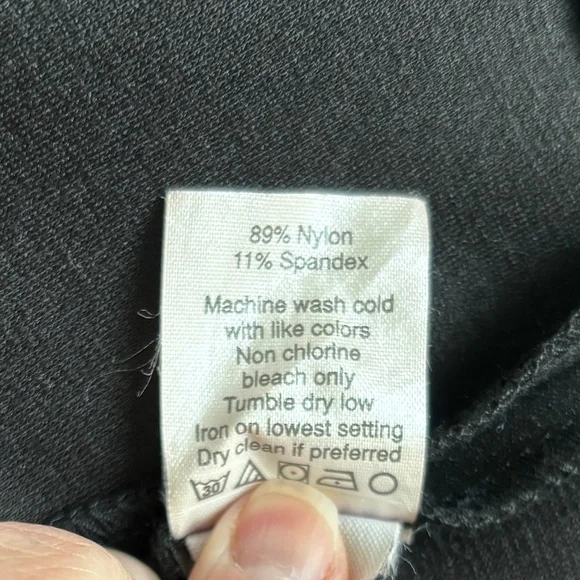 89% Nylon
11% Spandex
Machine wash cold
with like colors
Non chlorine
bleach only
Tumble dry low
Iron on lowest setting
Dry clean if preferred
30